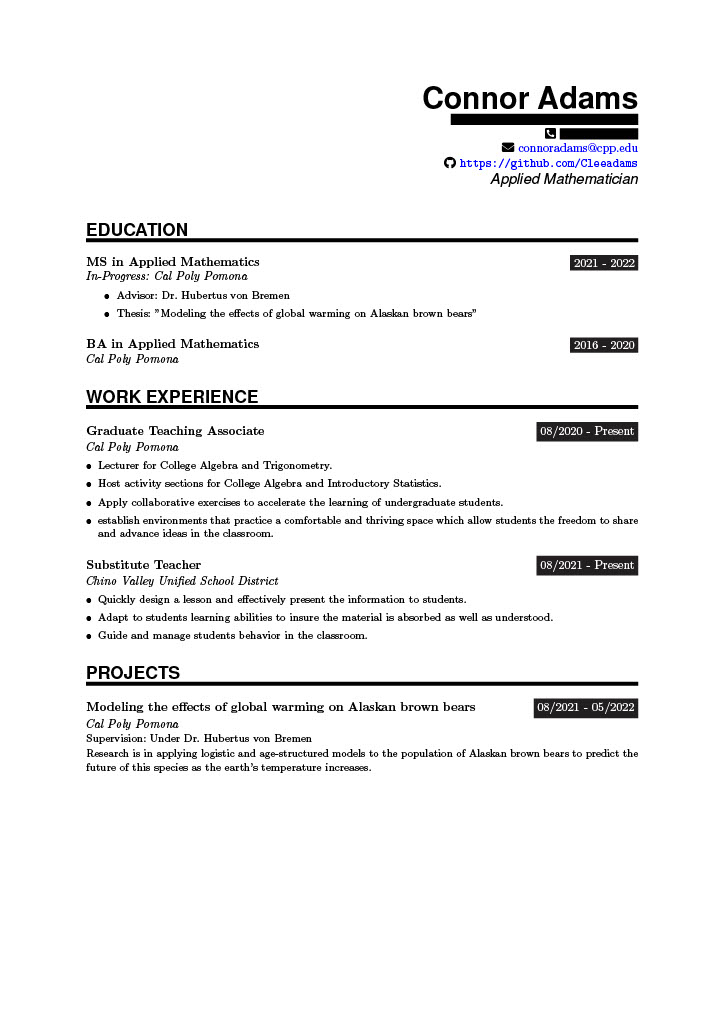 Connor Adams
connoradams@cpp.edu
https://github.com/Cleeadams
Applied Mathematician
EDUCATION
MS in Applied Mathematics 2021 - 2022
In-Progress: Cal Poly Pomona
• Advisor: Dr. Hubertus von Bremen
• Thesis: "Modeling the effects of global warming on Alaskan brown bears"
BA in Applied Mathematics 2016 - 2020
Cal Poly Pomona
WORK EXPERIENCE
Graduate Teaching Associate 08/2020 - Present
Cal Poly Pomona
• Lecturer for College Algebra and Trigonometry.
• Host activity sections for College Algebra and Introductory Statistics.
• Apply collaborative exercises to accelerate the learning of undergraduate students.
• establish environments that practice a comfortable and thriving space which allow students the freedom to share
and advance ideas in the classroom.
Substitute Teacher 08/2021 - Present
Chino Valley Unified School District
• Quickly design a lesson and effectively present the information to students.
• Adapt to students learning abilities to insure the material is absorbed as well as understood.
• Guide and manage students behavior in the classroom.
PROJECTS
Modeling the effects of global warming on Alaskan brown bears 08/2021 - 05/2022
Cal Poly Pomona
Supervision: Under Dr. Hubertus von Bremen
Research is in applying logistic and age-structured models to the population of Alaskan brown bears to predict the
future of this species as the earth's temperature increases.